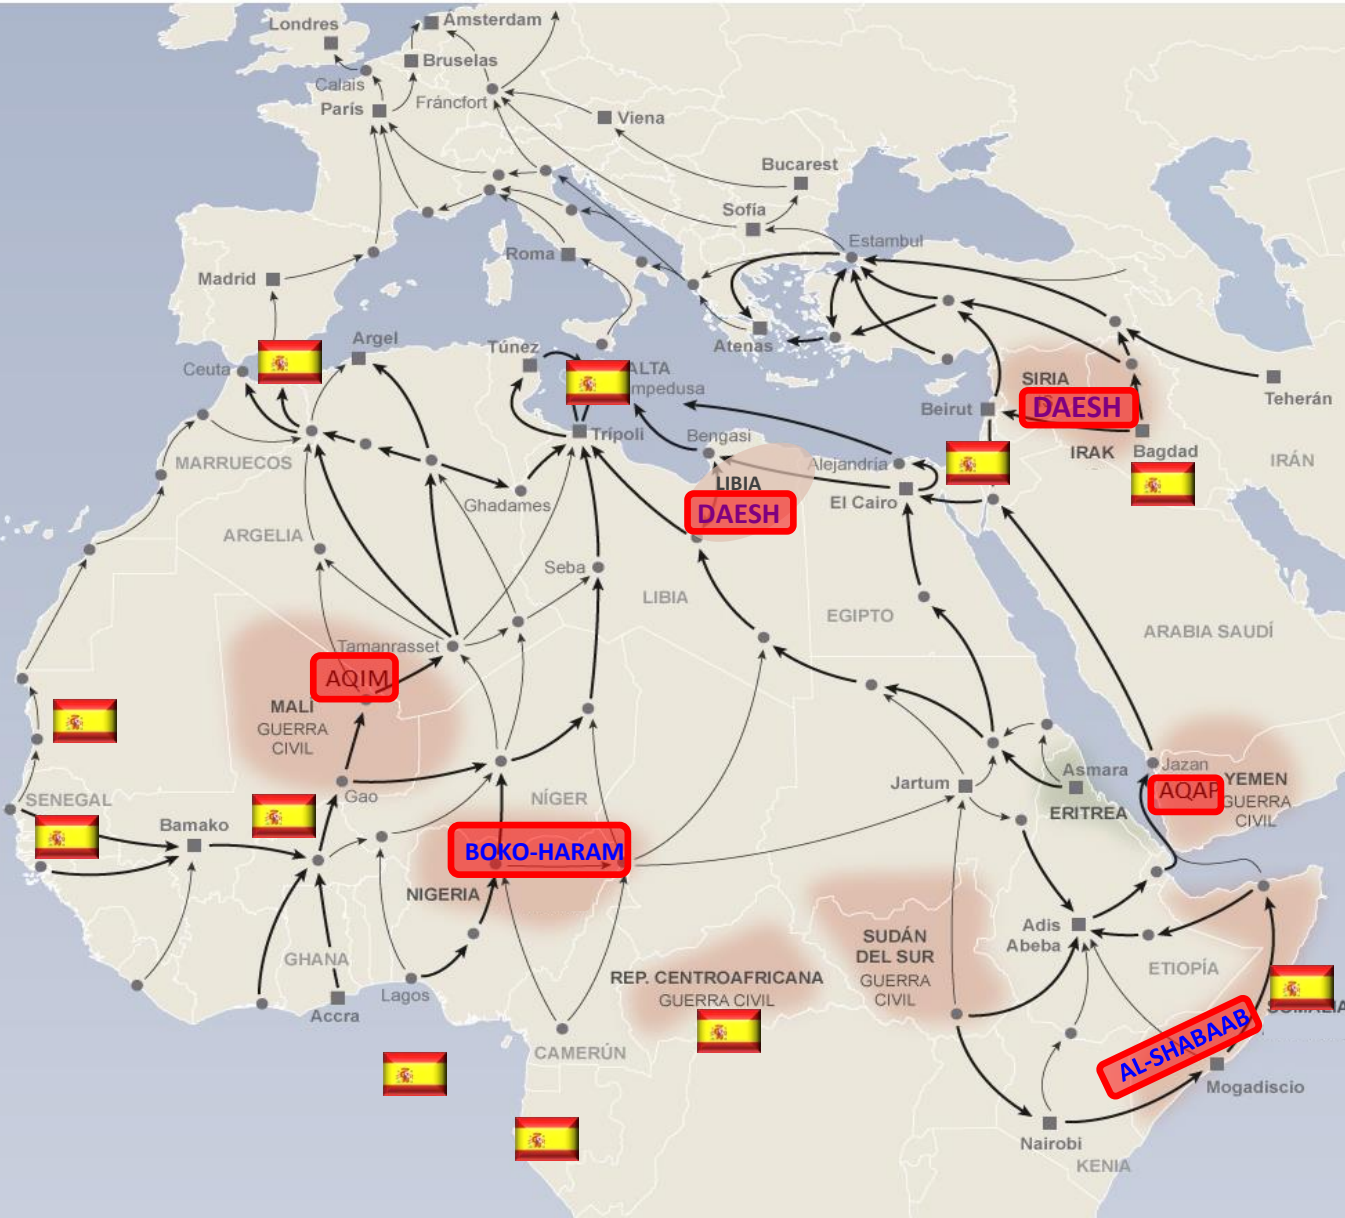 Londres
Ámsterdam
Bruselas
Calais
París
Fráncfort
Viena
Bucarest
Sofía
Estambul
Roma
Madrid
Argel
Túnez
Atenas
Ceuta
ALTA
mpedusa
SIRIA
DAESH
Teherán
Beirut
Trípoli
Bengasi
MARRUECOS
Alejandría
IRAK
Bagdad
IRÁN
LIBIA
DAESH
El Cairo
Ghadames
ARGELIA
Seba
LIBIA
EGIPTO
ARABIA SAUDÍ
Tamanrasset
AQIM
MALÍ
GUERRA
CIVIL
Jazan
Asmara
AQAP
YEMEN
GUERRA
CIVIL
Jartum
Gao
NÍGER
SENEGAL
ERITREA
Bamako
BOKO-HARAM
NIGERIA
Adis
Abeba
SUDÁN
DEL SUR
GUERRA
CIVIL
GHANA
ETIOPÍA
REP. CENTROAFRICANA
GUERRA CIVIL
Lagos
Accra
SOMALIA
AL-SHABAAB
CAMERÚN
Mogadiscio
Nairobi
KENIA